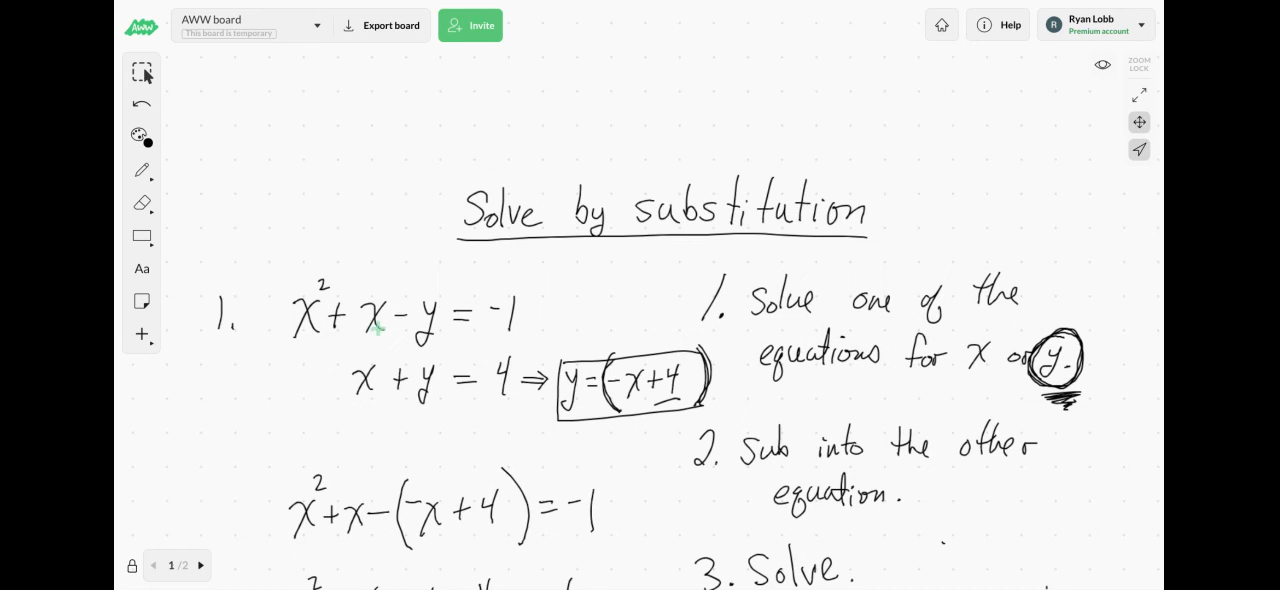 AWW
AWW board
This board is temporary
Export board
Invite
Help
R
Ryan Lobb
Premium account
ZOOM
LOCK
Aa
Solve by substitution
1. x² + x - y = -1
x + y = 4 ⇒ y = (-x+4)
x² + x - (-x + 4) = -1
1. Solve one of the
equations for x or y.
2. Sub into the other
equation.
3. Solve.
1 / 2